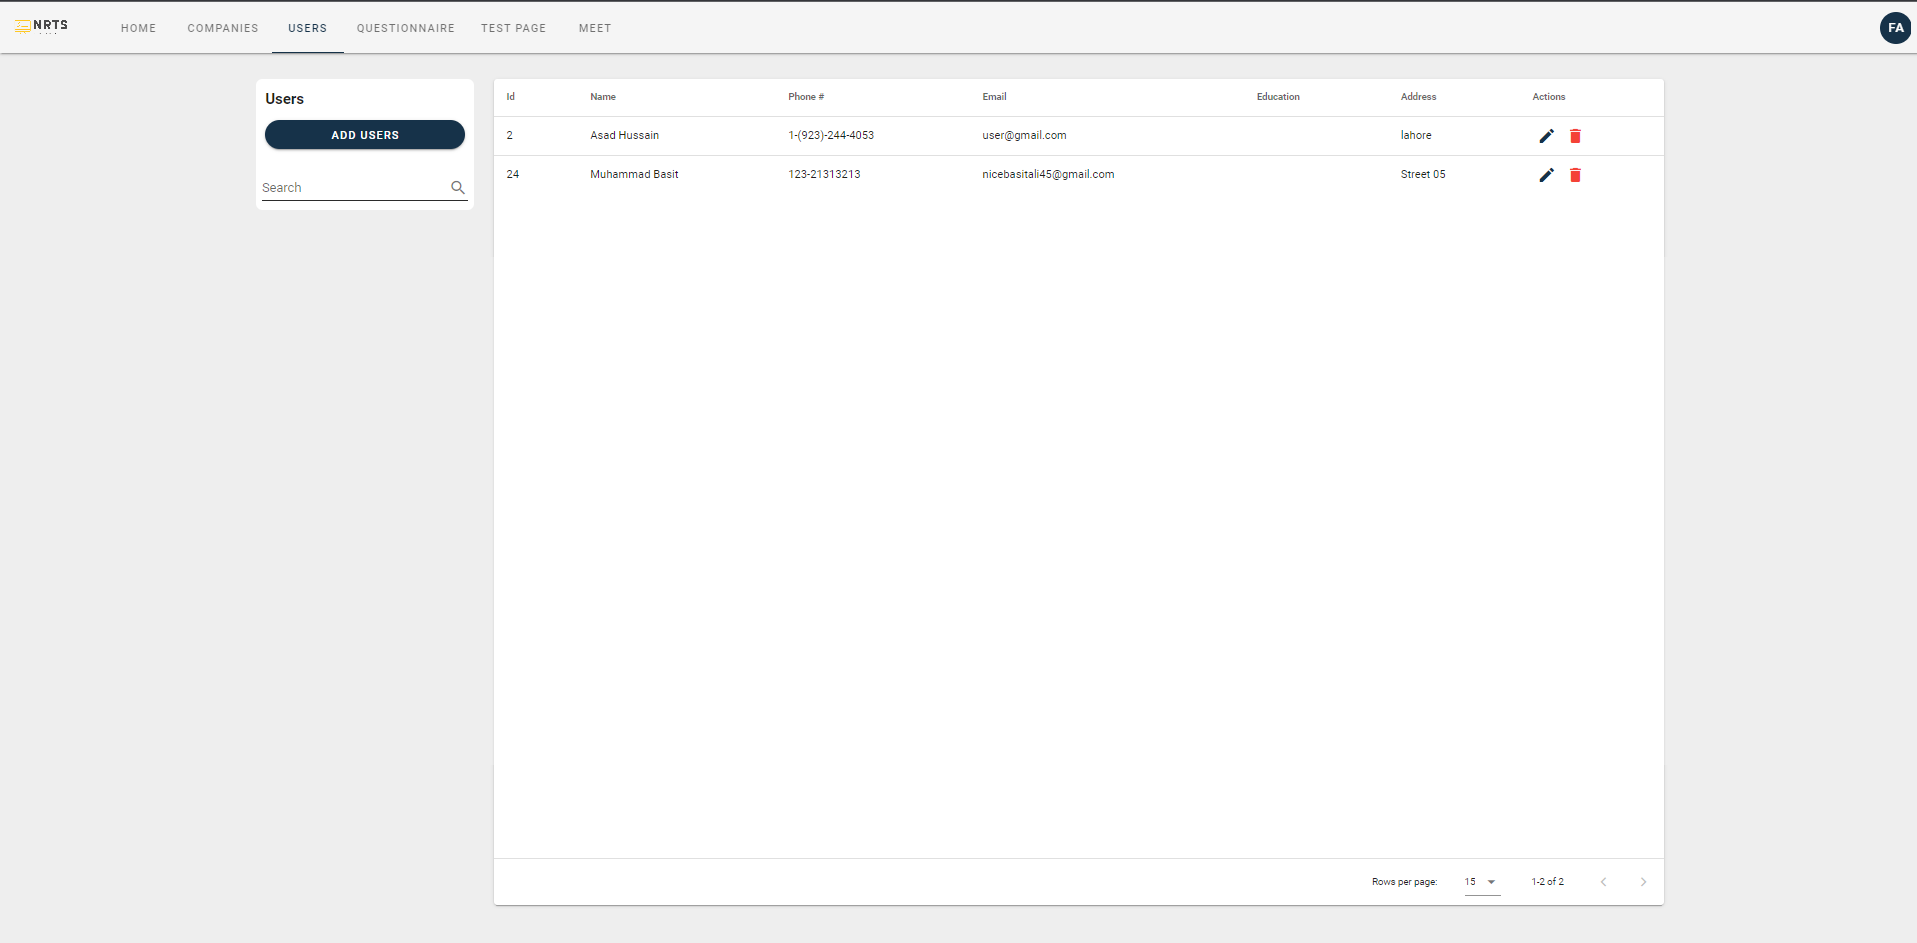 NRTS
HOME COMPANIES USERS QUESTIONNAIRE TEST PAGE MEET FA
Users
ADD USERS
Search
Id Name Phone # Email Education Address Actions
2 Asad Hussain 1-(923)-244-4053 user@gmail.com lahore
24 Muhammad Basit 123-21313213 nicebasitali45@gmail.com Street 05
Rows per page: 15 1-2 of 2